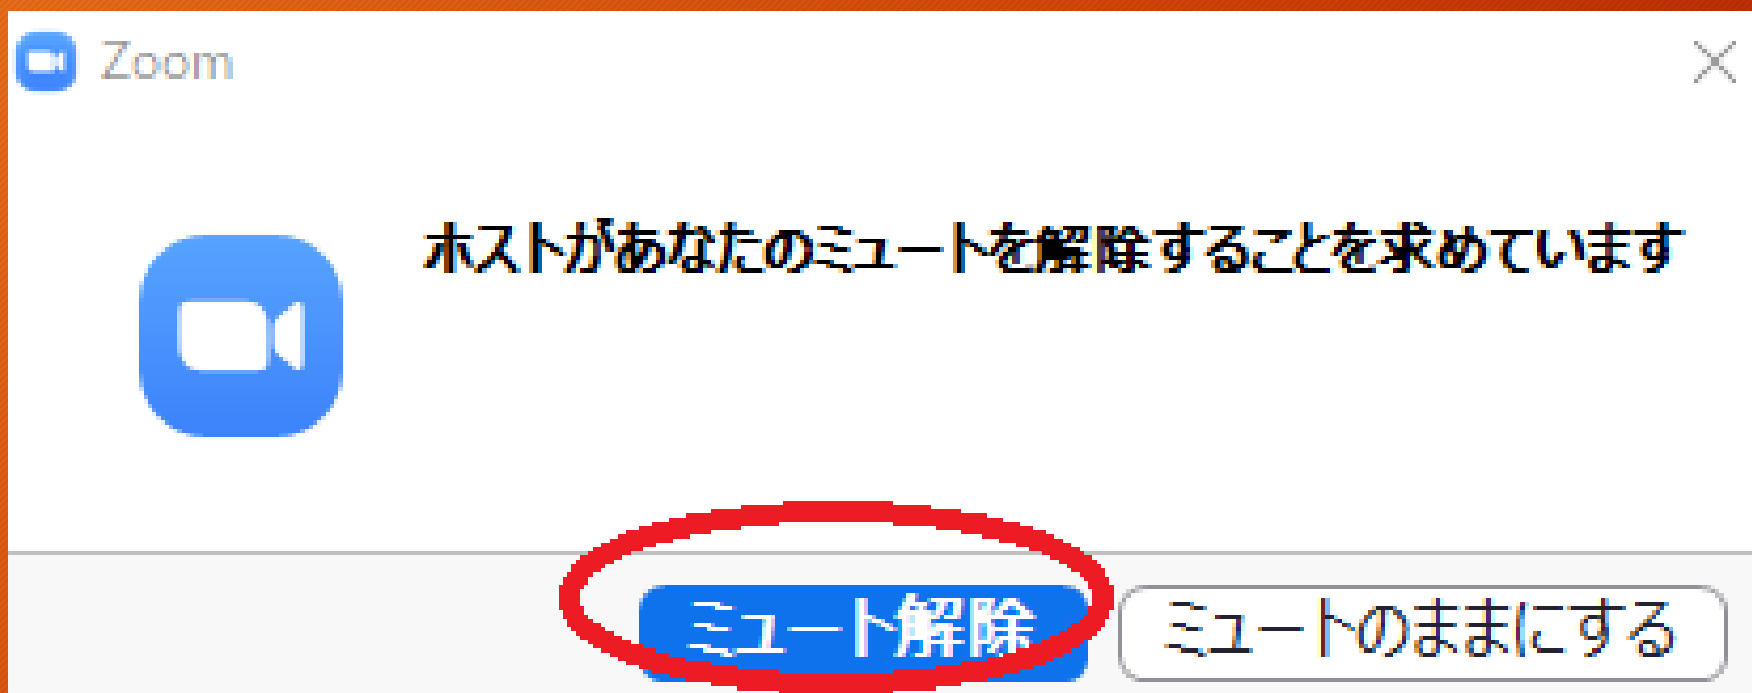 Zoom
ホストがあなたのミュートを解除することを求めています
ミュート解除
ミュートのままにする